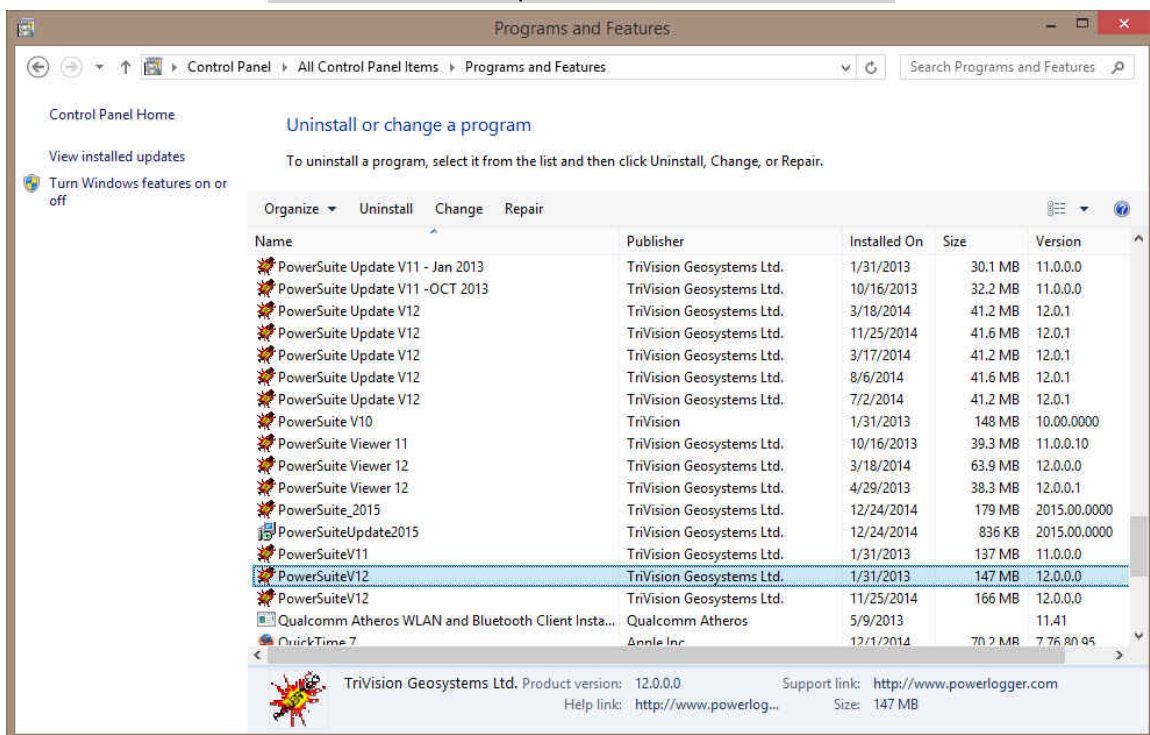 Programs and Features
Control Panel All Control Panel Items Programs and Features Search Programs and Features
Control Panel Home
View installed updates
Turn Windows features on or
off
Uninstall or change a program
To uninstall a program, select it from the list and then click Uninstall, Change, or Repair.
Organize Uninstall Change Repair
Name Publisher Installed On Size Version
PowerSuite Update V11 - Jan 2013 TriVision Geosystems Ltd. 1/31/2013 30.1 MB 11.0.0.0
PowerSuite Update V11 -OCT 2013 TriVision Geosystems Ltd. 10/16/2013 32.2 MB 11.0.0.0
PowerSuite Update V12 TriVision Geosystems Ltd. 3/18/2014 41.2 MB 12.0.1
PowerSuite Update V12 TriVision Geosystems Ltd. 11/25/2014 41.6 MB 12.0.1
PowerSuite Update V12 TriVision Geosystems Ltd. 3/17/2014 41.2 MB 12.0.1
PowerSuite Update V12 TriVision Geosystems Ltd. 8/6/2014 41.6 MB 12.0.1
PowerSuite Update V12 TriVision Geosystems Ltd. 7/2/2014 41.2 MB 12.0.1
PowerSuite V10 TriVision 1/31/2013 148 MB 10.00.0000
PowerSuite Viewer 11 TriVision Geosystems Ltd. 10/16/2013 39.3 MB 11.0.0.10
PowerSuite Viewer 12 TriVision Geosystems Ltd. 3/18/2014 63.9 MB 12.0.0.0
PowerSuite Viewer 12 TriVision Geosystems Ltd. 4/29/2013 38.3 MB 12.0.0.1
PowerSuite_2015 TriVision Geosystems Ltd. 12/24/2014 179 MB 2015.00.0000
PowerSuiteUpdate2015 TriVision Geosystems Ltd. 12/24/2014 836 KB 2015.00.0000
PowerSuiteV11 TriVision Geosystems Ltd. 1/31/2013 137 MB 11.0.0.0
PowerSuiteV12 TriVision Geosystems Ltd. 1/31/2013 147 MB 12.0.0.0
PowerSuiteV12 TriVision Geosystems Ltd. 11/25/2014 166 MB 12.0.0.0
Qualcomm Atheros WLAN and Bluetooth Client Insta... Qualcomm Atheros 5/9/2013 11.41
QuickTime 7 Apple Inc. 12/1/2014 70.2 MB 7.76.80.95
TriVision Geosystems Ltd. Product version: 12.0.0.0 Support link: http://www.powerlogger.com
Help link: http://www.powerlog... Size: 147 MB